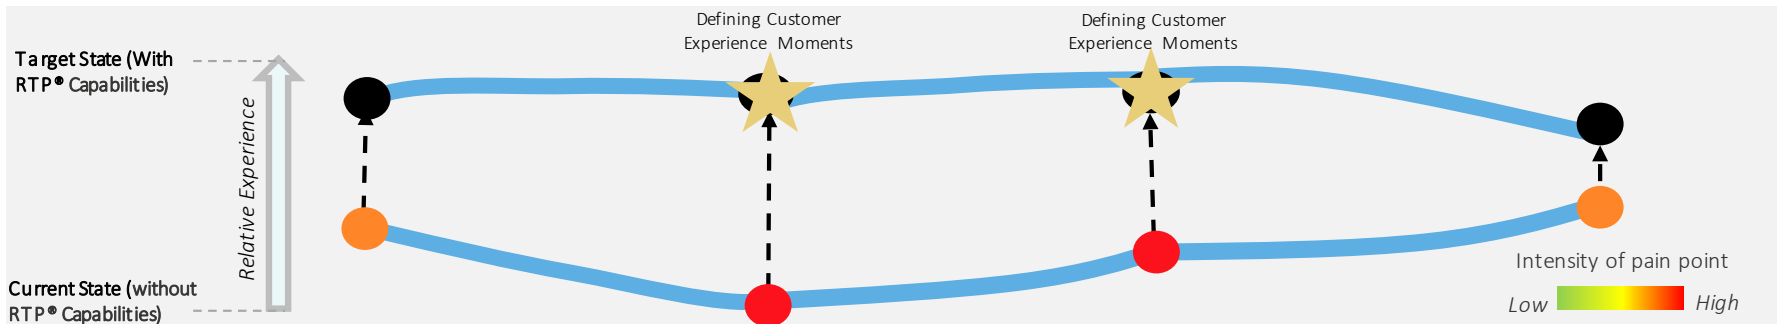 Defining Customer
Experience Moments
Defining Customer
Experience Moments
Target State (With
RTP® Capabilities)
Relative Experience
Current State (without
RTP® Capabilities)
Intensity of pain point
Low
High